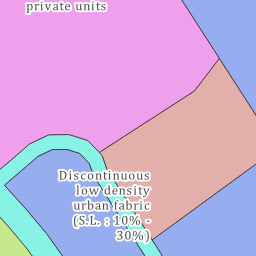 private units
Discontinuous
low density
urban fabric
(S.L. : 10% -
30%)